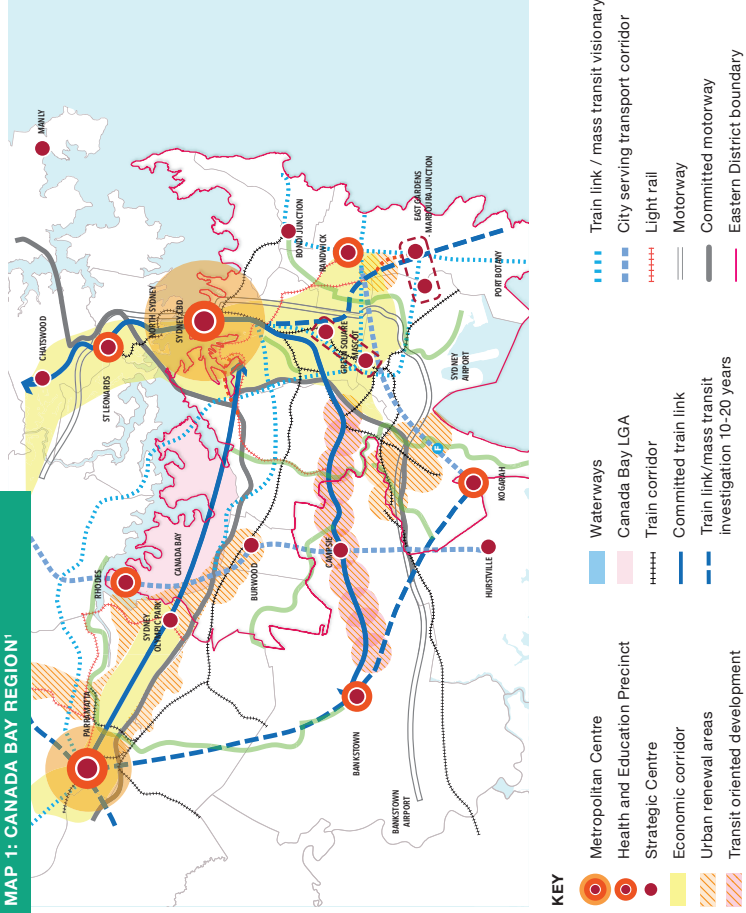 MAP 1: CANADA BAY REGION¹
MANLY
CHATSWOOD
ST LEONARDS
NORTH SYDNEY
SYDNEY CBD
BONDI JUNCTION
RANDWICK
EAST GARDENS
- MAROUBRA JUNCTION
PORT BOTANY
GREEN SQUARE
MASCOT
SYDNEY
AIRPORT
RHODES
CANADA BAY
SYDNEY
OLYMPIC PARK
PARRAMATTA
BURWOOD
CAMPSIE
KOGARAH
HURSTVILLE
BANKSTOWN
BANKSTOWN
AIRPORT
KEY
Metropolitan Centre
Health and Education Precinct
Strategic Centre
Economic corridor
Urban renewal areas
Transit oriented development
Waterways
Canada Bay LGA
Train corridor
Committed train link
Train link/mass transit
investigation 10-20 years
Train link / mass transit visionary
City serving transport corridor
Light rail
Motorway
Committed motorway
Eastern District boundary